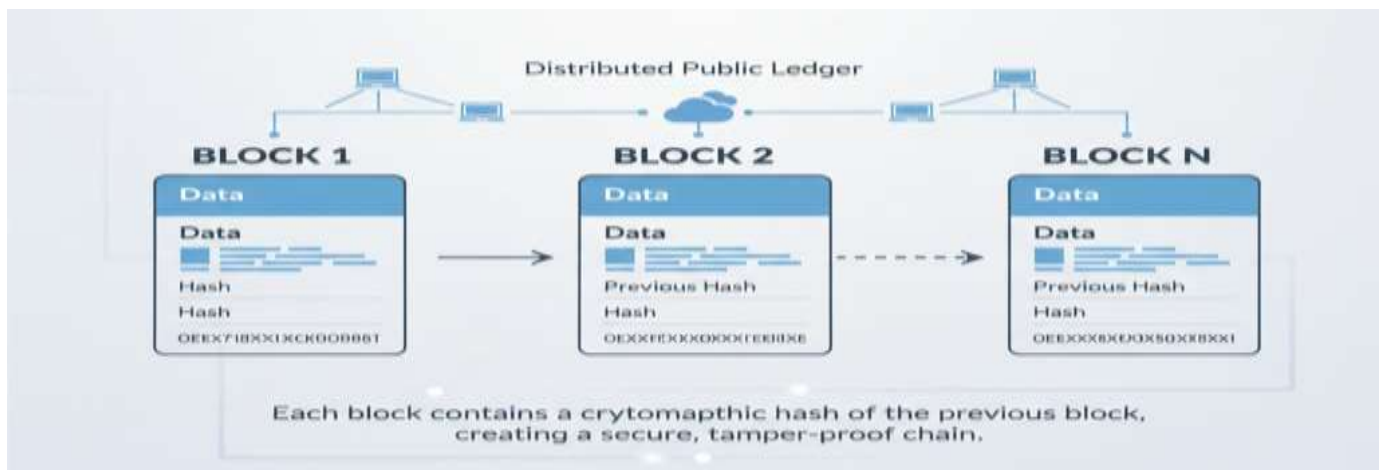 Distributed Public Ledger
BLOCK 1
BLOCK 2
BLOCK N
Data
Data
Data
Data
Data
Data
Hash
Previous Hash
Previous Hash
Hash
Hash
Hash
Each block contains a crytomapthic hash of the previous block,
creating a secure, tamper-proof chain.